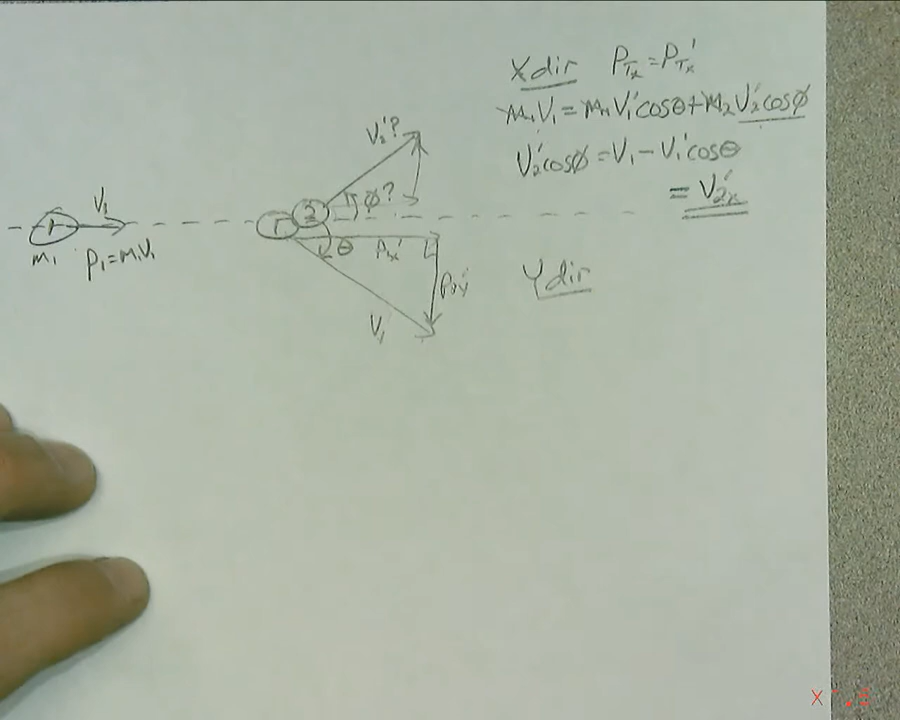 X dir P_Tx = P_Tx'
m₁V₁ = m₁V₁'cosθ + m₂V₂'cosφ
V₂'cosφ = V₁ - V₁'cosθ
= V₂ₓ'
V₂'?
φ?
V₁
1
m₁
P₁=m₁V₁
1
2
θ
P₁ₓ'
P₁y'
V₁'
Y dir